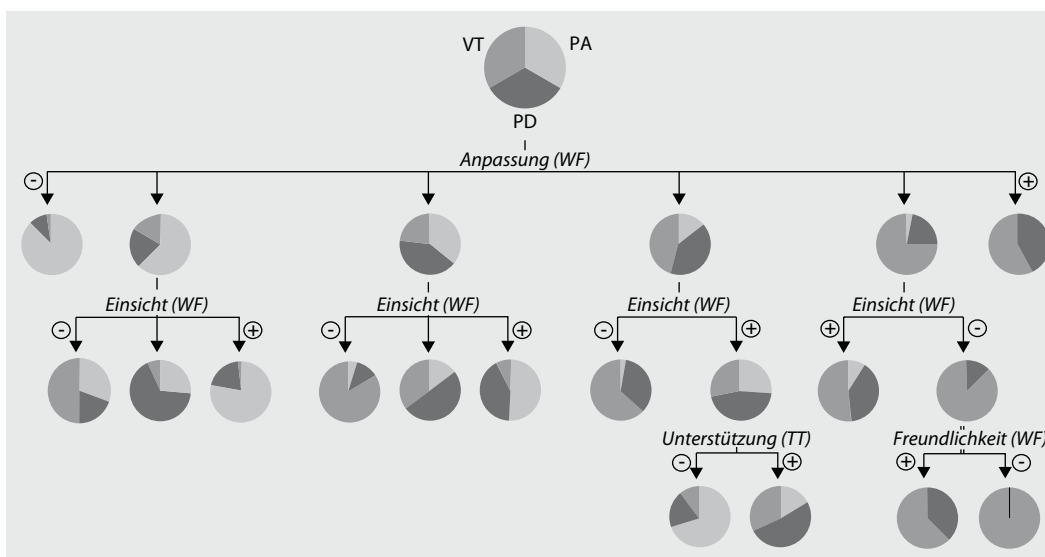 VT PA
PD
Anpassung (WF)
- +
Einsicht (WF) Einsicht (WF) Einsicht (WF) Einsicht (WF)
- + - + - + + -
Unterstützung (TT) Freundlichkeit (WF)
- + + -